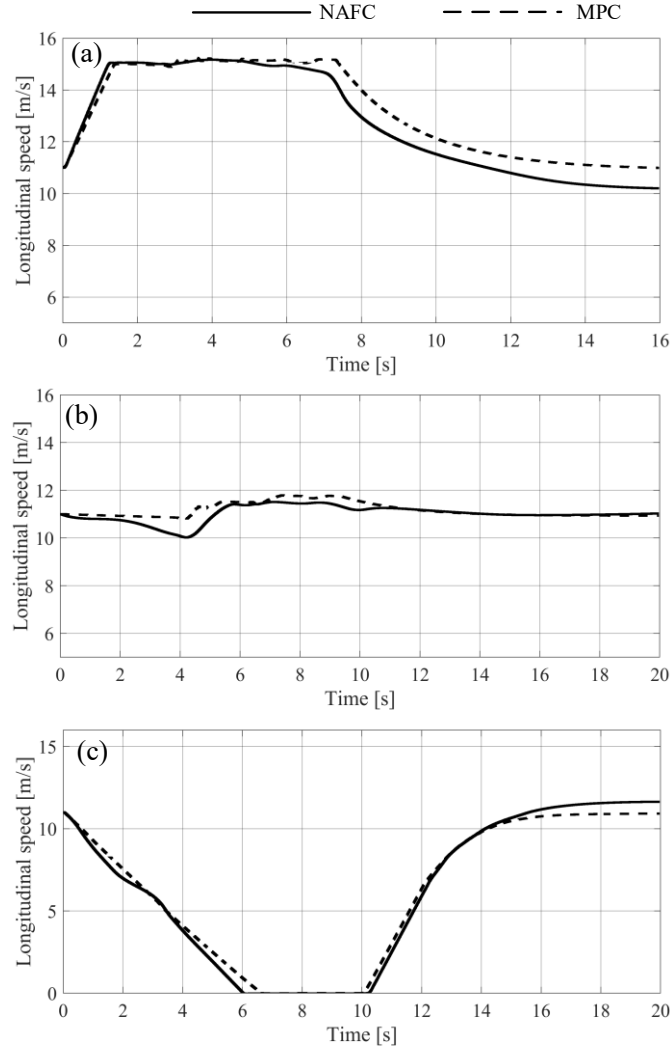 NAFC MPC
(a)
Longitudinal speed [m/s]
16
14
12
10
8
6
0 2 4 6 8 10 12 14 16
Time [s]
(b)
Longitudinal speed [m/s]
16
14
12
10
8
6
0 2 4 6 8 10 12 14 16 18 20
Time [s]
(c)
Longitudinal speed [m/s]
15
10
5
0
0 2 4 6 8 10 12 14 16 18 20
Time [s]